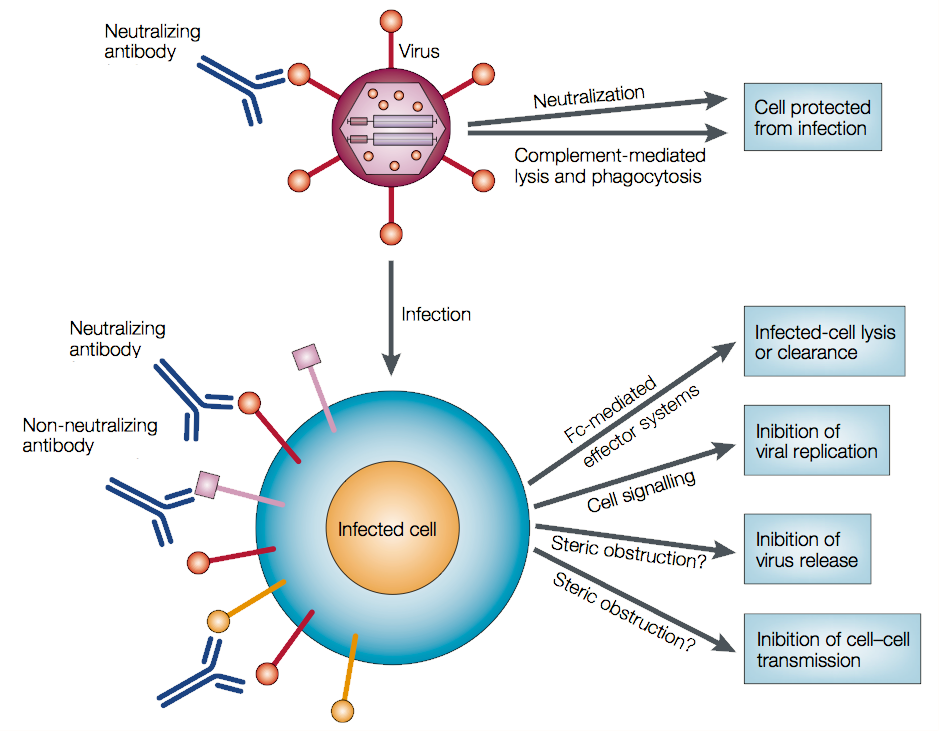 Neutralizing
antibody
Virus
Neutralization
Complement-mediated
lysis and phagocytosis
Cell protected
from infection
Infection
Neutralizing
antibody
Non-neutralizing
antibody
Infected cell
Fc-mediated
effector systems
Cell signalling
Steric obstruction?
Steric obstruction?
Infected-cell lysis
or clearance
Inibition of
viral replication
Inibition of
virus release
Inibition of cell–cell
transmission